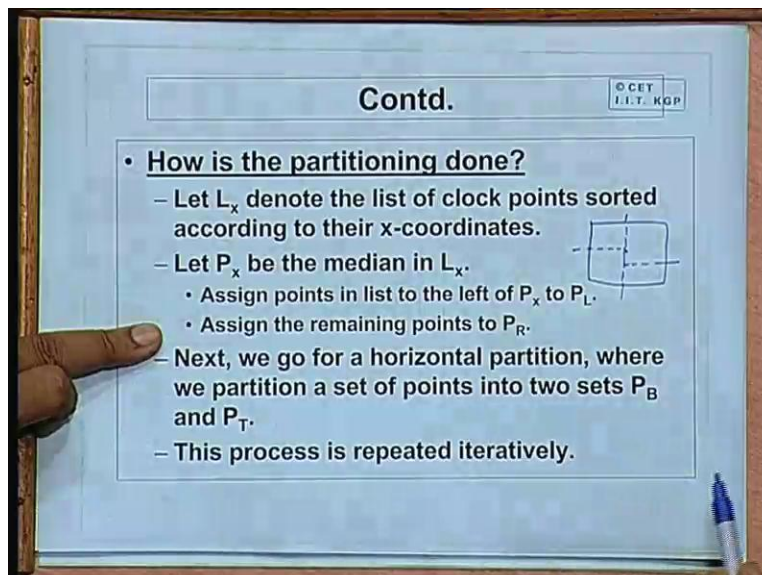 Contd.
© CET
I.I.T. KGP
• How is the partitioning done?
– Let Lx denote the list of clock points sorted
according to their x-coordinates.
– Let Px be the median in Lx.
• Assign points in list to the left of Px to PL.
• Assign the remaining points to PR.
– Next, we go for a horizontal partition, where
we partition a set of points into two sets PB
and PT.
– This process is repeated iteratively.